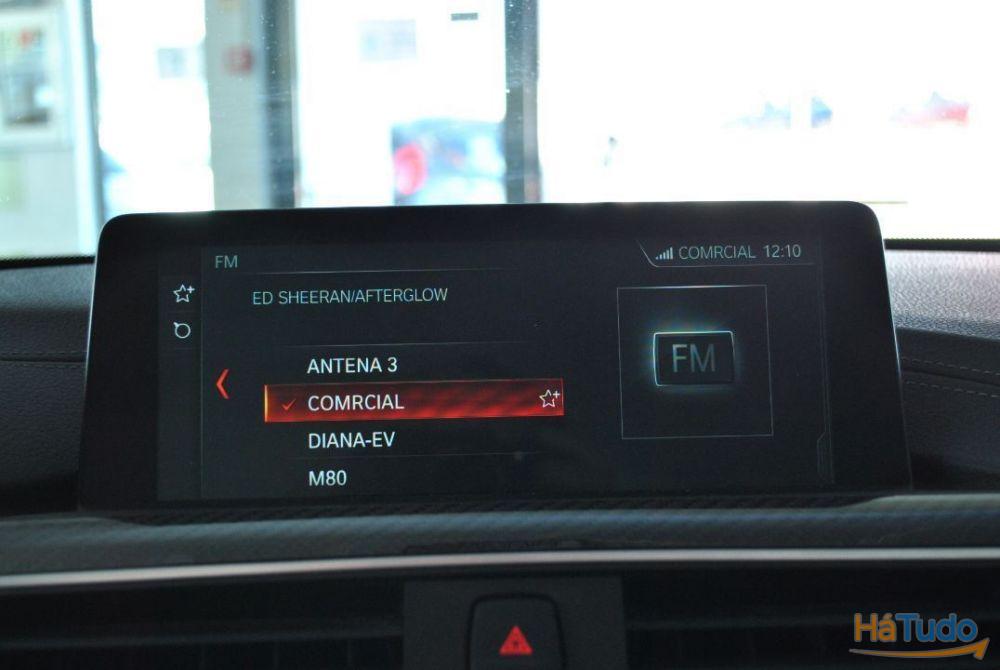 FM
COMRCIAL 12:10
ED SHEERAN/AFTERGLOW
ANTENA 3
COMRCIAL
DIANA-EV
M80
FM
HáTudo